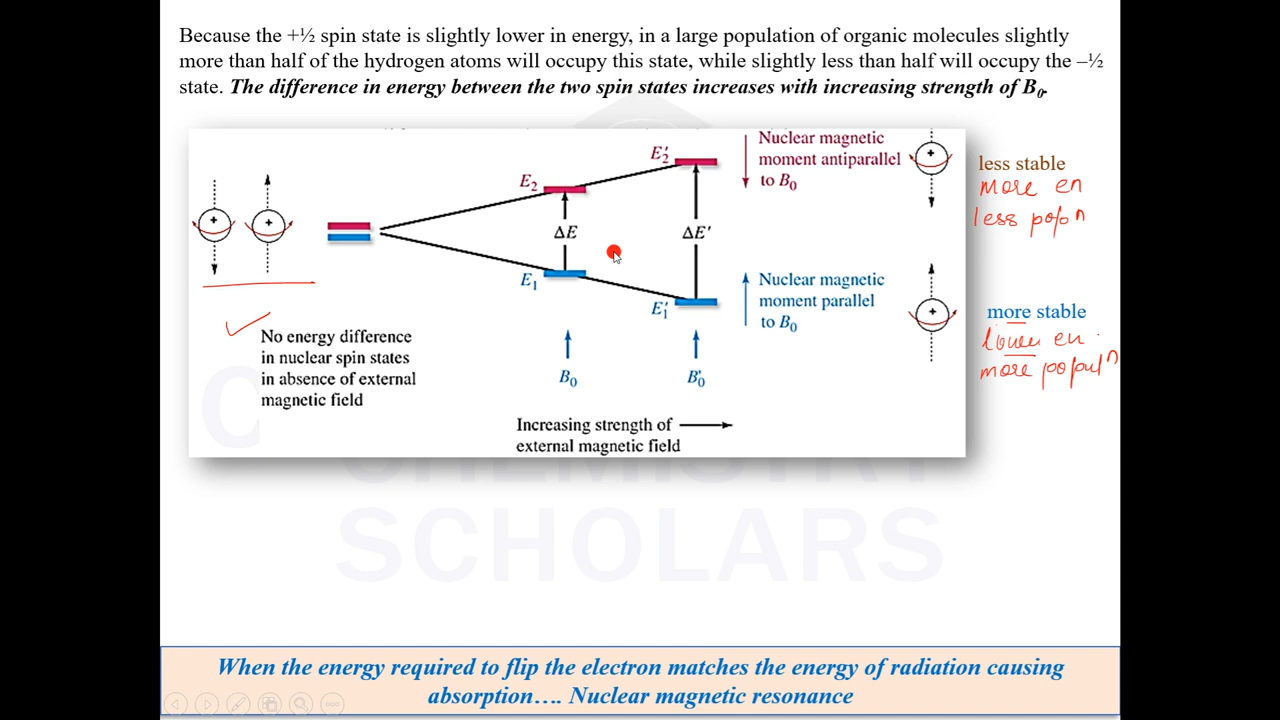 Because the +½ spin state is slightly lower in energy, in a large population of organic molecules slightly
more than half of the hydrogen atoms will occupy this state, while slightly less than half will occupy the –½
state. The difference in energy between the two spin states increases with increasing strength of B₀.
Nuclear magnetic
moment antiparallel
to B₀
E₂′
E₂
less stable
more en
less popⁿ
+
+
+
ΔE
ΔE'
E₁
E₁′
Nuclear magnetic
moment parallel
to B₀
+
more stable
lower en
more populⁿ
No energy difference
in nuclear spin states
in absence of external
magnetic field
B₀
B₀′
Increasing strength of
external magnetic field
C
CHEMISTRY
SCHOLARS
When the energy required to flip the electron matches the energy of radiation causing
absorption…. Nuclear magnetic resonance